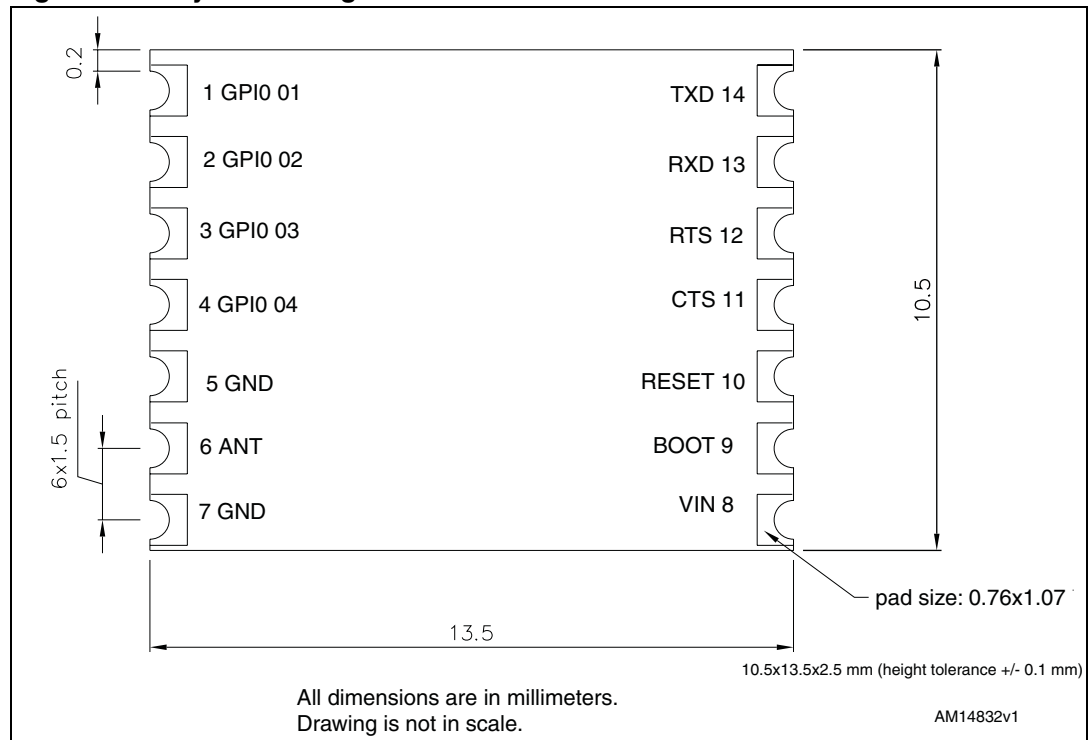 0.2
1 GPI0 01
TXD 14
2 GPI0 02
RXD 13
3 GPI0 03
RTS 12
4 GPI0 04
CTS 11
10.5
5 GND
RESET 10
6x1.5 pitch
6 ANT
BOOT 9
7 GND
VIN 8
pad size: 0.76x1.07
13.5
10.5x13.5x2.5 mm (height tolerance +/- 0.1 mm)
All dimensions are in millimeters.
Drawing is not in scale.
AM14832v1